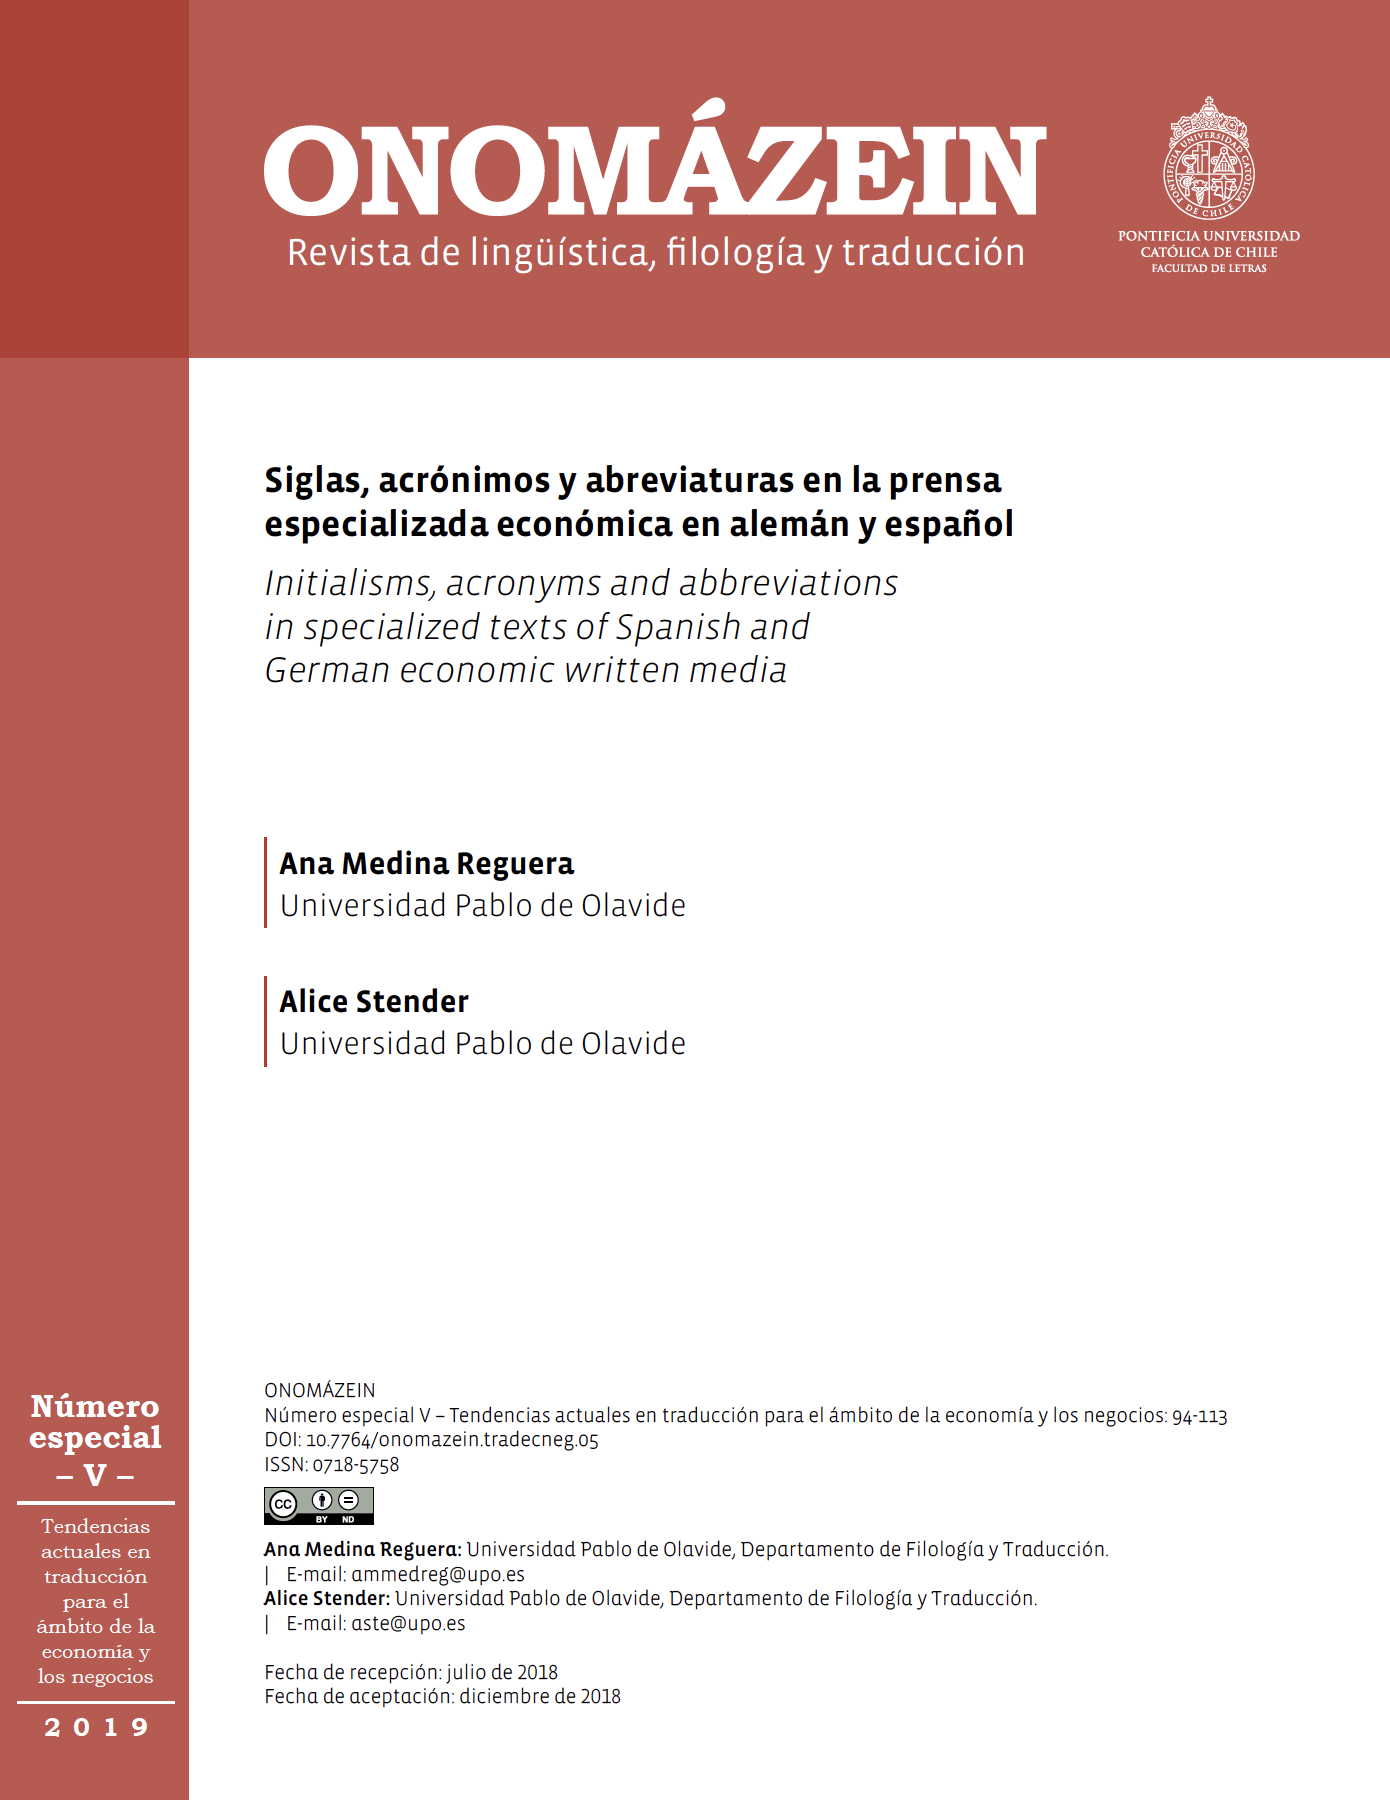 ONOMÁZEIN
Revista de lingüística, filología y traducción
PONTIFICIA UNIVERSIDAD CATÓLICA DE CHILE
PONTIFICIA UNIVERSIDAD
CATÓLICA DE CHILE
FACULTAD DE LETRAS
Siglas, acrónimos y abreviaturas en la prensa
especializada económica en alemán y español
Initialisms, acronyms and abbreviations
in specialized texts of Spanish and
German economic written media
Ana Medina Reguera
Universidad Pablo de Olavide
Alice Stender
Universidad Pablo de Olavide
Número
especial
– V –
Tendencias
actuales en
traducción
para el
ámbito de la
economía y
los negocios
2019
ONOMÁZEIN
Número especial V – Tendencias actuales en traducción para el ámbito de la economía y los negocios: 94-113
DOI: 10.7764/onomazein.tradecneg.05
ISSN: 0718-5758
CC BY ND
Ana Medina Reguera: Universidad Pablo de Olavide, Departamento de Filología y Traducción.
| E-mail: ammedreg@upo.es
Alice Stender: Universidad Pablo de Olavide, Departamento de Filología y Traducción.
| E-mail: aste@upo.es
Fecha de recepción: julio de 2018
Fecha de aceptación: diciembre de 2018